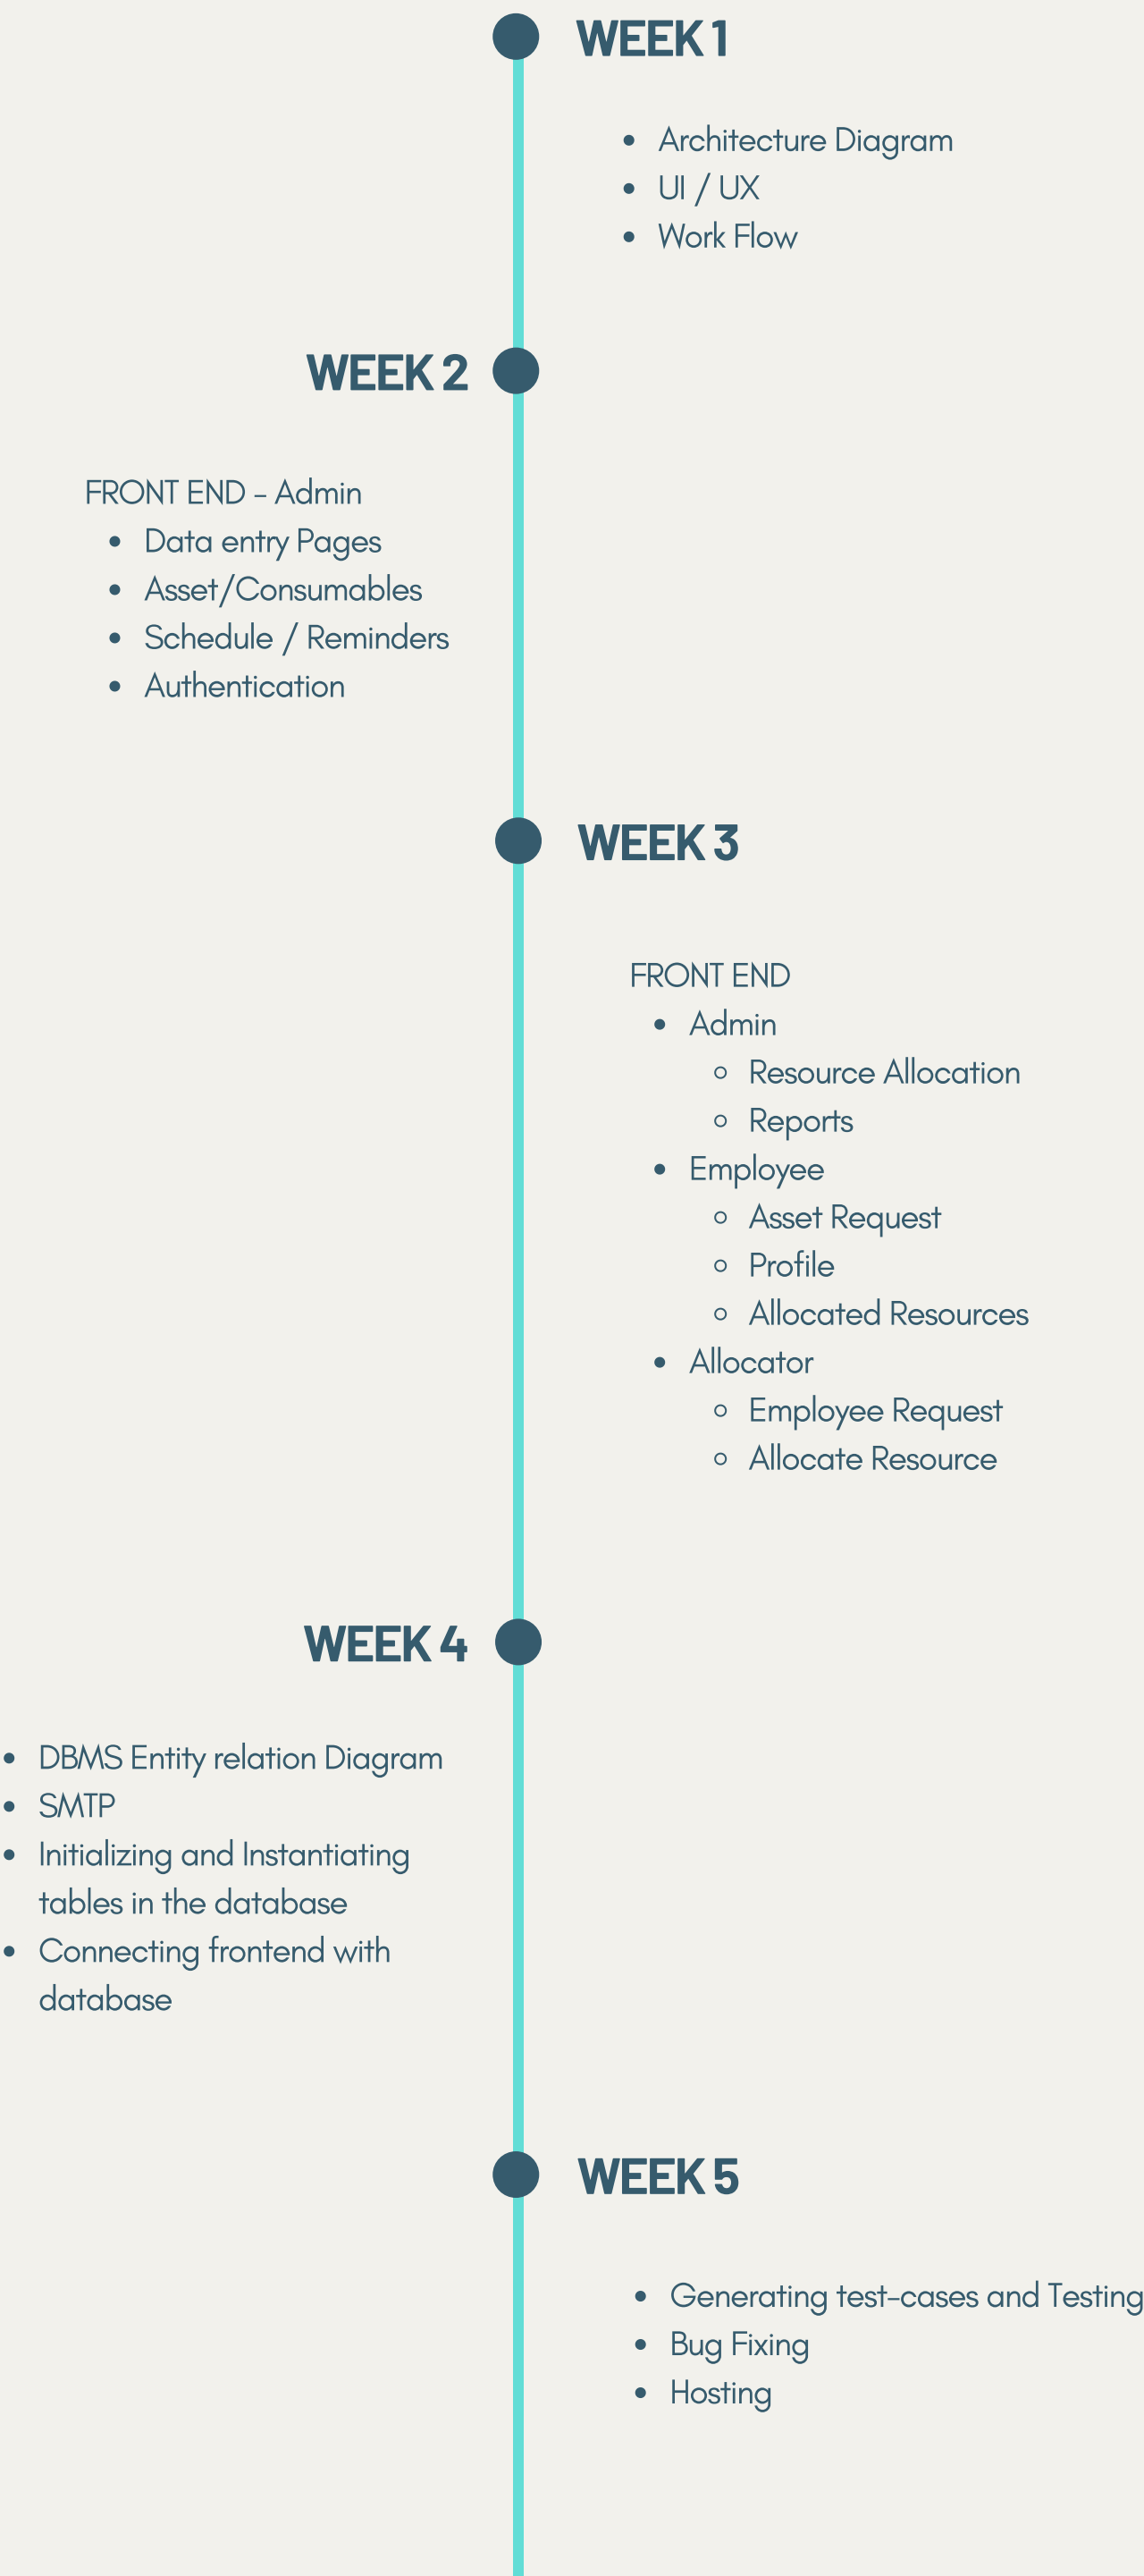 WEEK 1
Architecture Diagram
UI / UX
Work Flow
WEEK 2
FRONT END - Admin
Data entry Pages
Asset/Consumables
Schedule / Reminders
Authentication
WEEK 3
FRONT END
Admin
Resource Allocation
Reports
Employee
Asset Request
Profile
Allocated Resources
Allocator
Employee Request
Allocate Resource
WEEK 4
DBMS Entity relation Diagram
SMTP
Initializing and Instantiating
tables in the database
Connecting frontend with
database
WEEK 5
Generating test-cases and Testing
Bug Fixing
Hosting